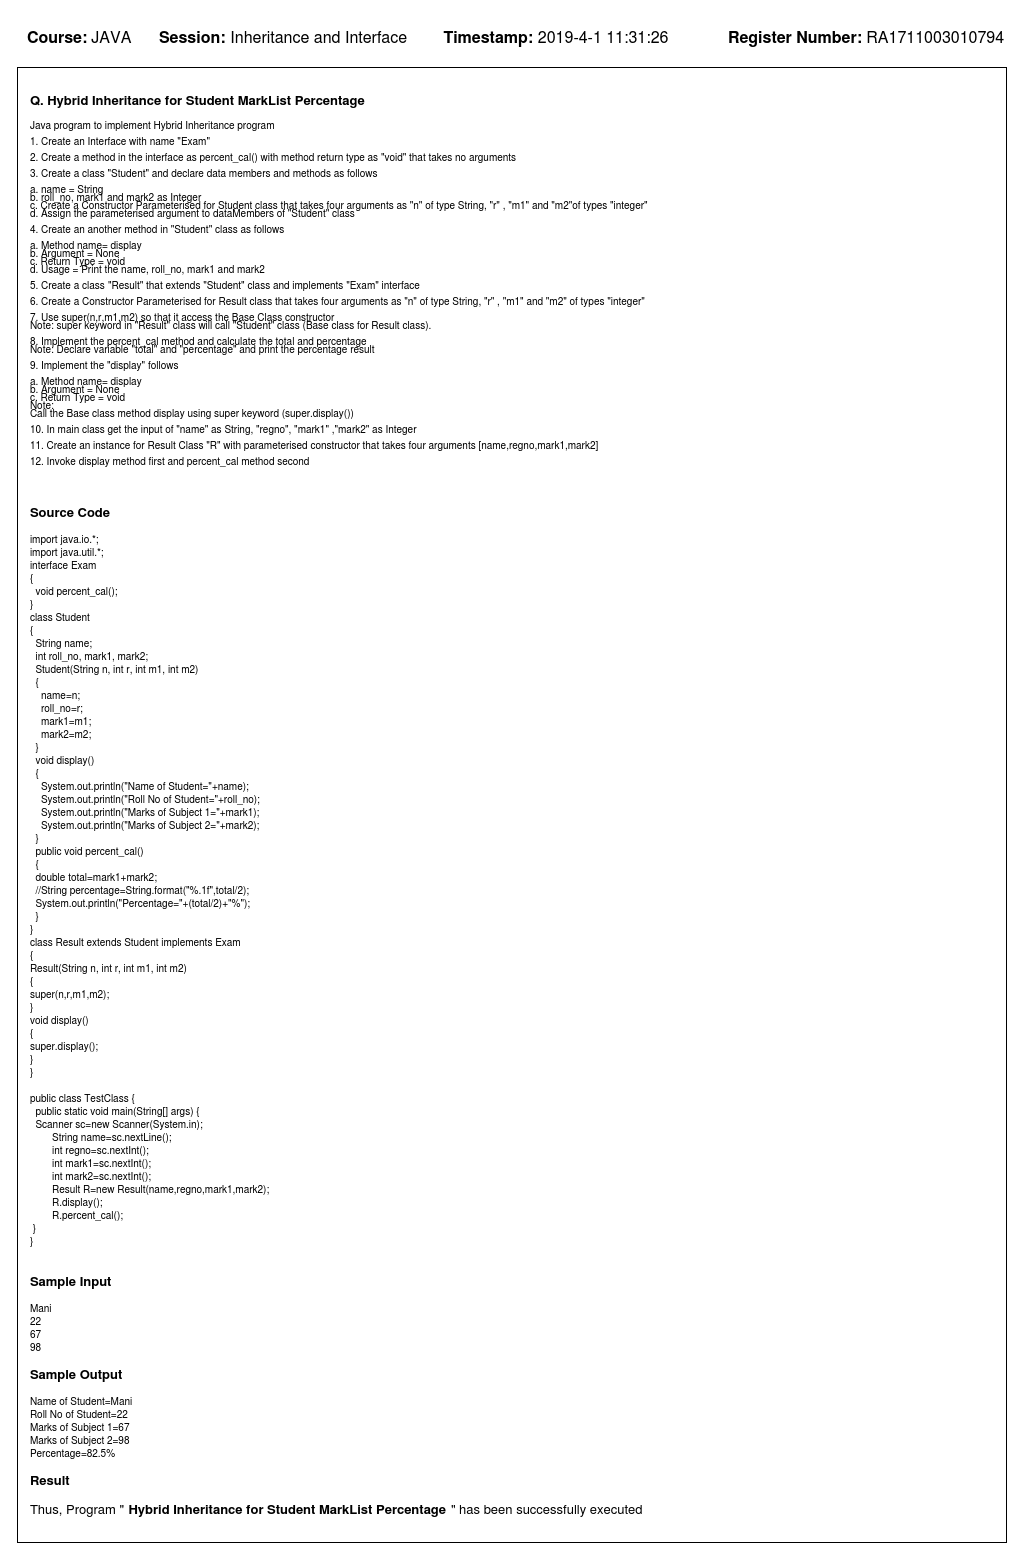 Course: JAVA Session: Inheritance and Interface Timestamp: 2019-4-1 11:31:26 Register Number: RA1711003010794
Q. Hybrid Inheritance for Student MarkList Percentage
Java program to implement Hybrid Inheritance program
1. Create an Interface with name "Exam"
2. Create a method in the interface as percent_cal() with method return type as "void" that takes no arguments
3. Create a class "Student" and declare data members and methods as follows
a. name = String
b. roll_no, mark1 and mark2 as Integer
c. Create a Constructor Parameterised for Student class that takes four arguments as "n" of type String, "r" , "m1" and "m2"of types "integer"
d. Assign the parameterised argument to dataMembers of "Student" class
4. Create an another method in "Student" class as follows
a. Method name= display
b. Argument = None
c. Return Type = void
d. Usage = Print the name, roll_no, mark1 and mark2
5. Create a class "Result" that extends "Student" class and implements "Exam" interface
6. Create a Constructor Parameterised for Result class that takes four arguments as "n" of type String, "r" , "m1" and "m2" of types "integer"
7. Use super(n,r,m1,m2) so that it access the Base Class constructor
Note: super keyword in "Result" class will call "Student" class (Base class for Result class).
8. Implement the percent_cal method and calculate the total and percentage
Note: Declare variable "total" and "percentage" and print the percentage result
9. Implement the "display" follows
a. Method name= display
b. Argument = None
c. Return Type = void
Note:
Call the Base class method display using super keyword (super.display())
10. In main class get the input of "name" as String, "regno", "mark1" ,"mark2" as Integer
11. Create an instance for Result Class "R" with parameterised constructor that takes four arguments [name,regno,mark1,mark2]
12. Invoke display method first and percent_cal method second
Source Code
import java.io.*;
import java.util.*;
interface Exam
{
void percent_cal();
}
class Student
{
String name;
int roll_no, mark1, mark2;
Student(String n, int r, int m1, int m2)
{
name=n;
roll_no=r;
mark1=m1;
mark2=m2;
}
void display()
{
System.out.println("Name of Student="+name);
System.out.println("Roll No of Student="+roll_no);
System.out.println("Marks of Subject 1="+mark1);
System.out.println("Marks of Subject 2="+mark2);
}
public void percent_cal()
{
double total=mark1+mark2;
//String percentage=String.format("%.1f",total/2);
System.out.println("Percentage="+(total/2)+"%");
}
}
class Result extends Student implements Exam
{
Result(String n, int r, int m1, int m2)
{
super(n,r,m1,m2);
}
void display()
{
super.display();
}
}
public class TestClass {
public static void main(String[] args) {
Scanner sc=new Scanner(System.in);
String name=sc.nextLine();
int regno=sc.nextInt();
int mark1=sc.nextInt();
int mark2=sc.nextInt();
Result R=new Result(name,regno,mark1,mark2);
R.display();
R.percent_cal();
}
}
Sample Input
Mani
22
67
98
Sample Output
Name of Student=Mani
Roll No of Student=22
Marks of Subject 1=67
Marks of Subject 2=98
Percentage=82.5%
Result
Thus, Program " Hybrid Inheritance for Student MarkList Percentage " has been successfully executed